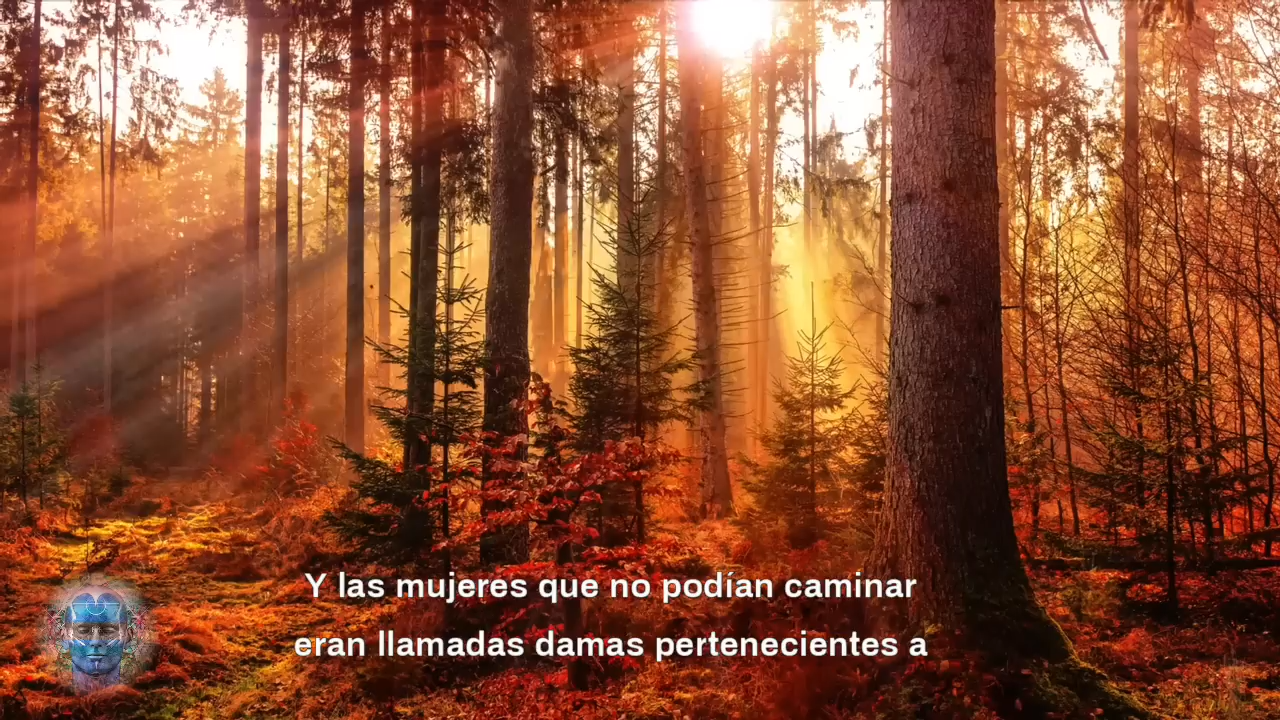 Y las mujeres que no podían caminar
eran llamadas damas pertenecientes a